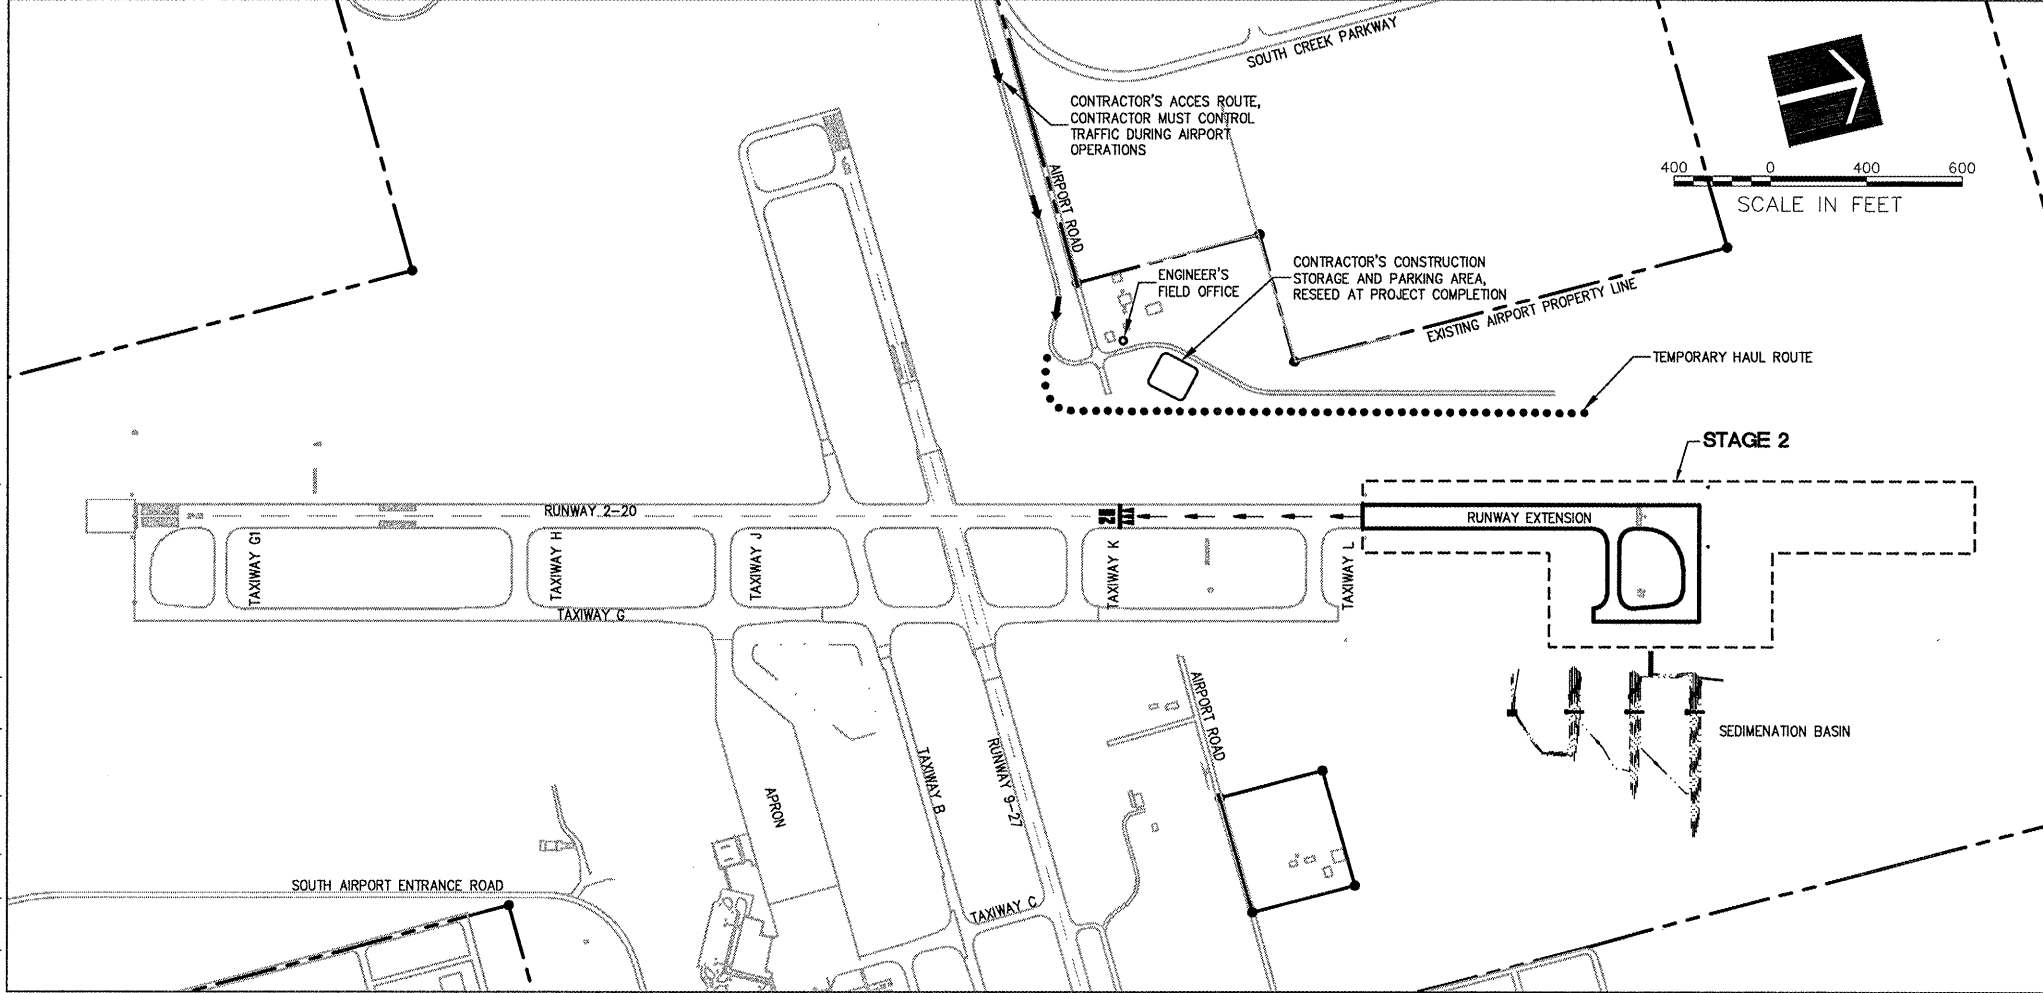 SOUTH CREEK PARKWAY
CONTRACTOR'S ACCES ROUTE,
CONTRACTOR MUST CONTROL
TRAFFIC DURING AIRPORT
OPERATIONS
AIRPORT ROAD
400 0 400 600
SCALE IN FEET
ENGINEER'S
FIELD OFFICE
CONTRACTOR'S CONSTRUCTION
STORAGE AND PARKING AREA,
RESEED AT PROJECT COMPLETION
EXISTING AIRPORT PROPERTY LINE
TEMPORARY HAUL ROUTE
STAGE 2
RUNWAY 2-20
20
RUNWAY EXTENSION
TAXIWAY G1
TAXIWAY H
TAXIWAY J
TAXIWAY K
TAXIWAY L
TAXIWAY G
AIRPORT ROAD
SEDIMENATION BASIN
TAXIWAY B
RUNWAY 9-27
APRON
SOUTH AIRPORT ENTRANCE ROAD
TAXIWAY C